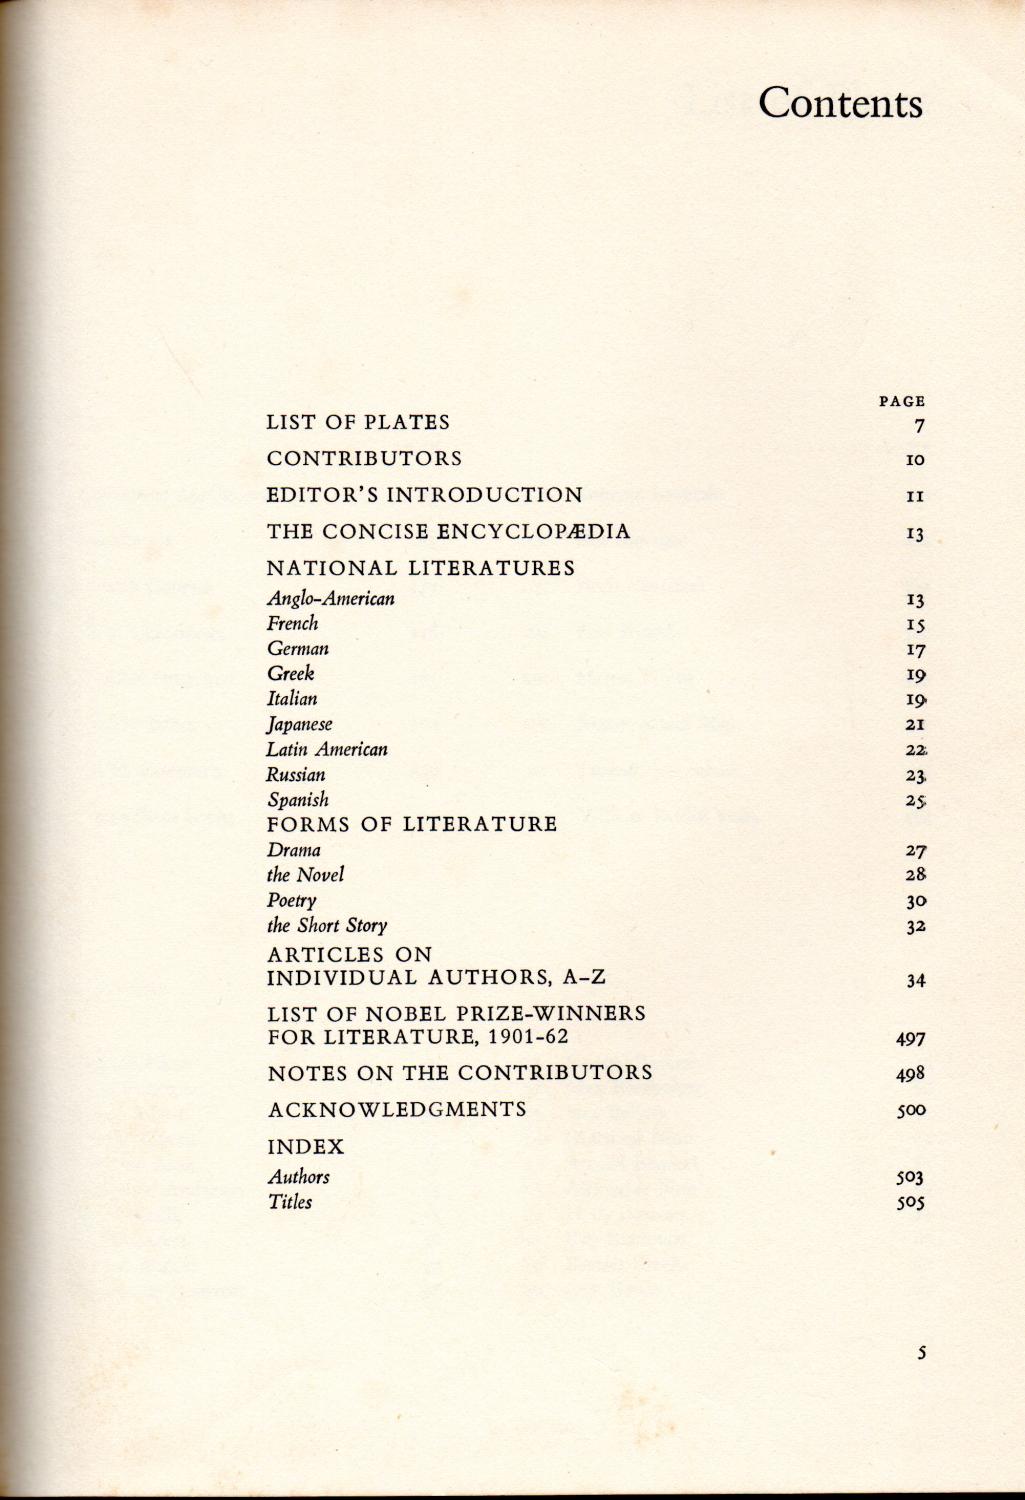 Contents
PAGE
LIST OF PLATES 7
CONTRIBUTORS 10
EDITOR'S INTRODUCTION 11
THE CONCISE ENCYCLOPÆDIA 13
NATIONAL LITERATURES
Anglo-American 13
French 15
German 17
Greek 19
Italian 19
Japanese 21
Latin American 22
Russian 23
Spanish 25
FORMS OF LITERATURE
Drama 27
the Novel 28
Poetry 30
the Short Story 32
ARTICLES ON
INDIVIDUAL AUTHORS, A–Z 34
LIST OF NOBEL PRIZE-WINNERS
FOR LITERATURE, 1901-62 497
NOTES ON THE CONTRIBUTORS 498
ACKNOWLEDGMENTS 500
INDEX
Authors 503
Titles 505
5